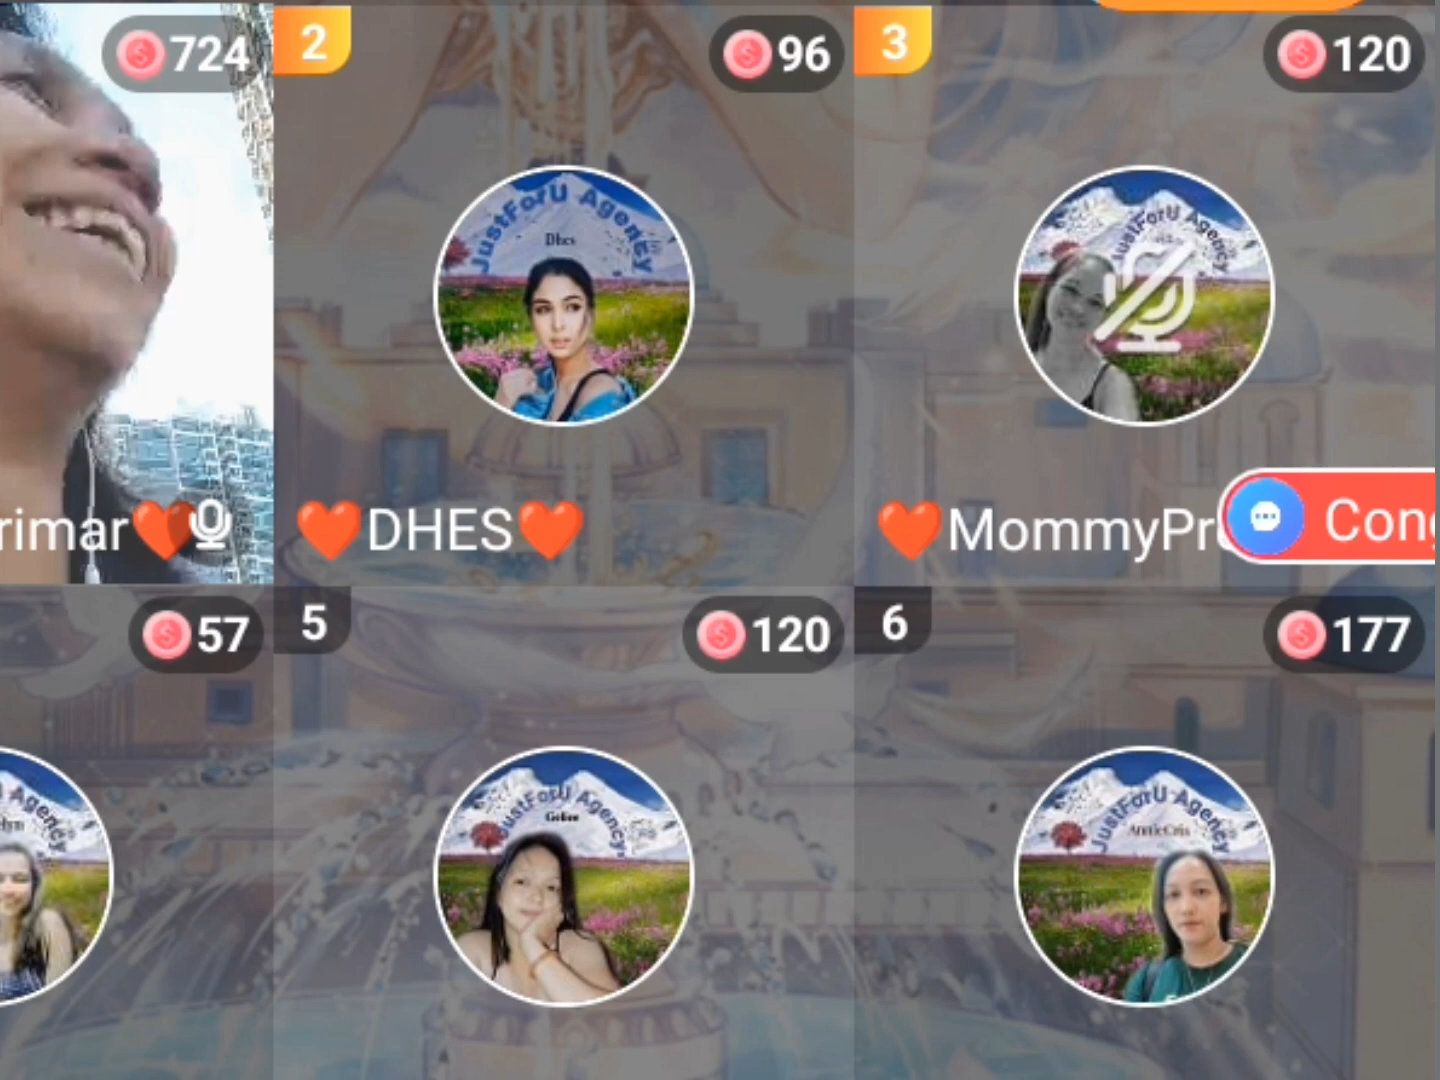 724
2
96
3
120
JustForU Agency
Dhes
JustForU Agency
rimar❤️
❤️DHES❤️
❤️MommyPr
Con
57
5
120
6
177
Agency
JustForU Agency
JustForU Agency
AnnieCris